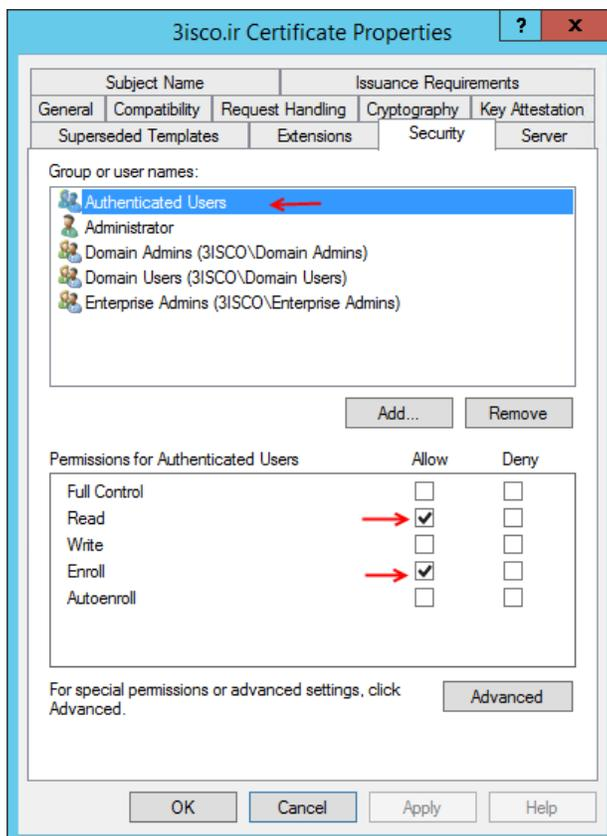 3isco.ir Certificate Properties
?
x
Subject Name
Issuance Requirements
General
Compatibility
Request Handling
Cryptography
Key Attestation
Superseded Templates
Extensions
Security
Server
Group or user names:
Authenticated Users
Administrator
Domain Admins (3ISCO\Domain Admins)
Domain Users (3ISCO\Domain Users)
Enterprise Admins (3ISCO\Enterprise Admins)
Add...
Remove
Permissions for Authenticated Users
Allow
Deny
Full Control
Read
Write
Enroll
Autoenroll
For special permissions or advanced settings, click
Advanced.
Advanced
OK
Cancel
Apply
Help